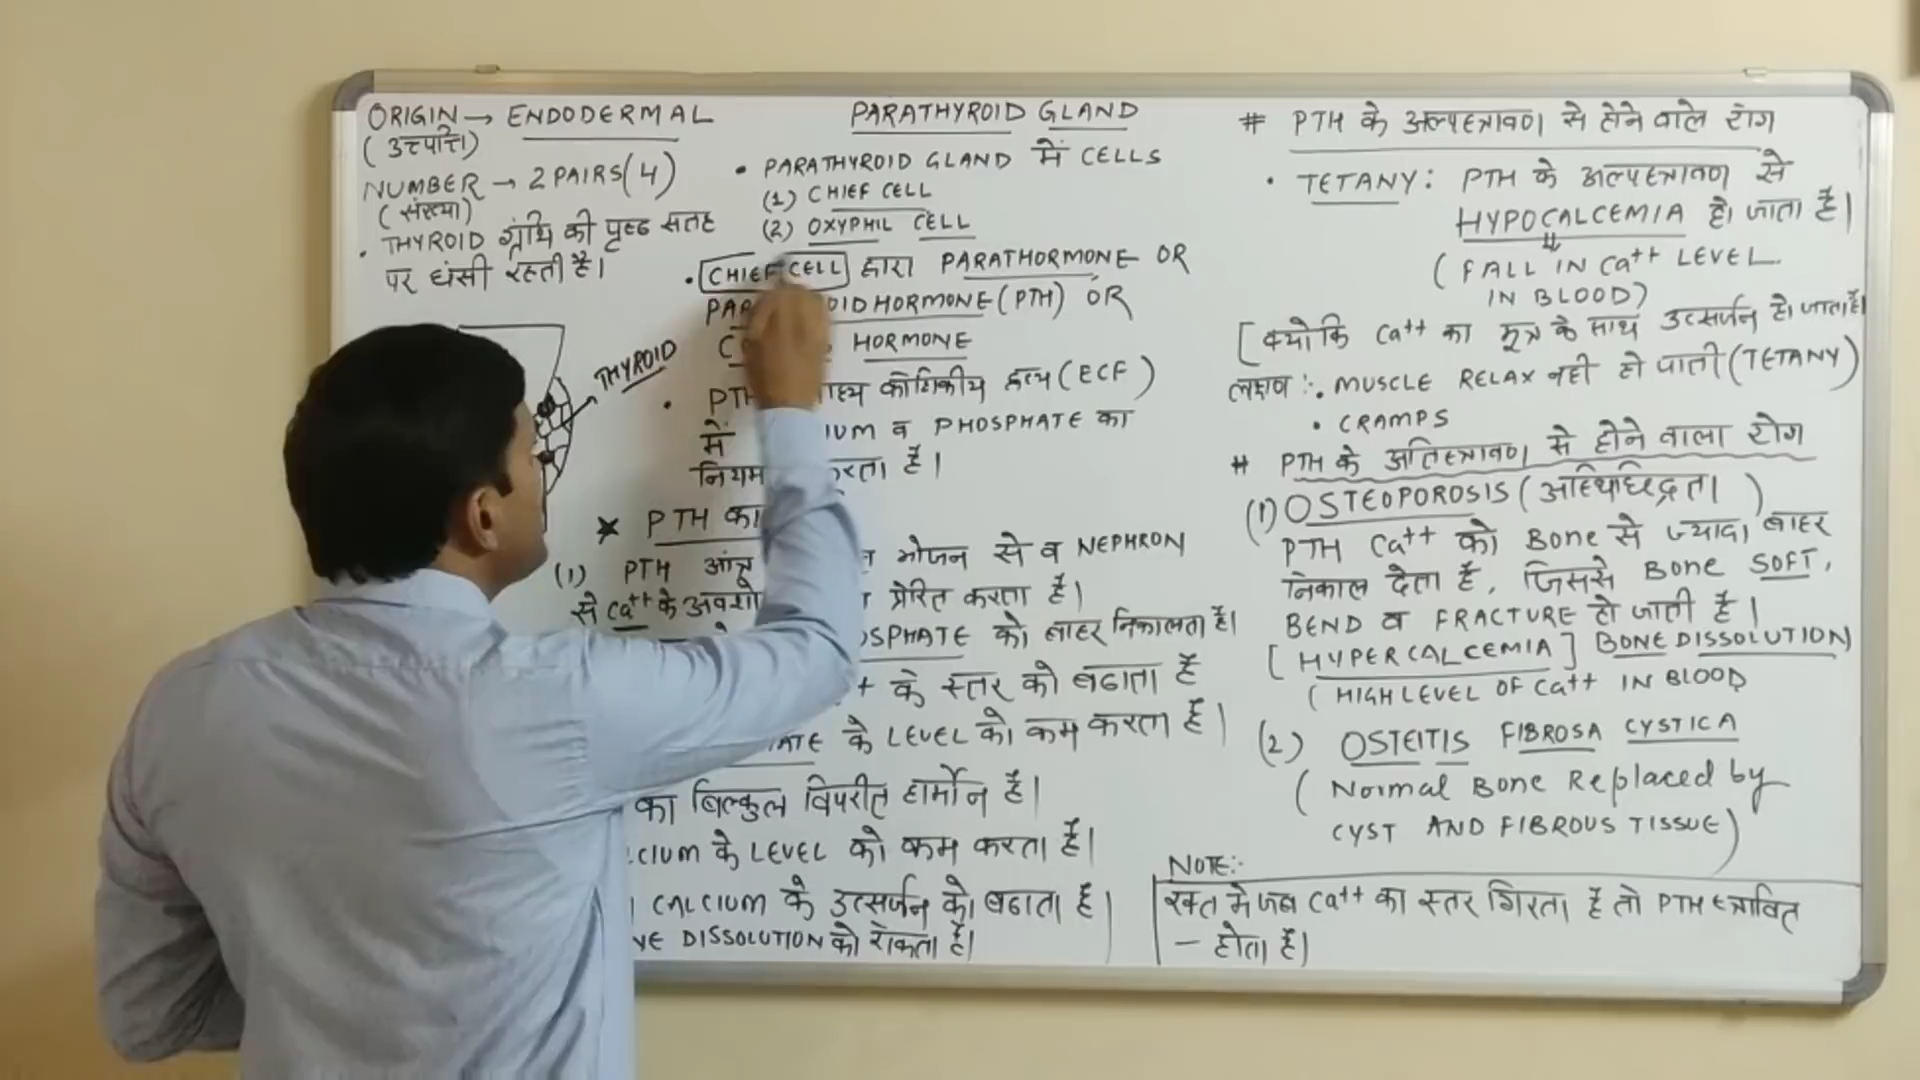 ORIGIN → ENDODERMAL
(उत्पत्ति)
NUMBER → 2 PAIRS (4)
(संख्या)
• THYROID ग्रंथि की पृष्ठ सतह
पर धंसी रहती है।
THYROID
PARATHYROID GLAND
• PARATHYROID GLAND में CELLS
(1) CHIEF CELL
(2) OXYPHIL CELL
• CHIEF CELL द्वारा PARATHORMONE OR
HORMONE (PTH) OR
HORMONE
• PTH कोशिकीय द्रव्य (ECF)
में व PHOSPHATE का
है।
★ PTH का
(1) PTH आंत्र भोजन से व NEPHRON
से Ca++ के प्रेरित करता है।
को बाहर निकालता है।
के स्तर को बढाता है
के LEVEL को कम करता है।
का बिल्कुल विपरीत हार्मोन है।
के LEVEL को कम करता है।
CALCIUM के उत्सर्जन को बढाता है।
DISSOLUTION को रोकता है।
# PTH के अल्पस्त्रावण से होने वाले रोग
• TETANY: PTH के अल्पस्त्रावण से
HYPOCALCEMIA हो जाता है।
(FALL IN Ca++ LEVEL
IN BLOOD)
[क्योकि Ca++ का मूत्र के साथ उत्सर्जन हो जाता है।
लक्षण :. • MUSCLE RELAX नही हो पाती (TETANY)
• CRAMPS
# PTH के अतिस्त्रावण से होने वाला रोग
(1) OSTEOPOROSIS (अस्थिछिद्रता)
PTH Ca++ को Bone से ज्यादा बाहर
निकाल देता है, जिससे Bone SOFT,
BEND व FRACTURE हो जाती है।
[HYPERCALCEMIA] BONE DISSOLUTION
(HIGH LEVEL OF Ca++ IN BLOOD
(2) OSTEITIS FIBROSA CYSTICA
(Normal Bone Replaced by
CYST AND FIBROUS TISSUE)
NOTE:-
रक्त मे जब Ca++ का स्तर गिरता है तो PTH स्त्रावित
— होता है।